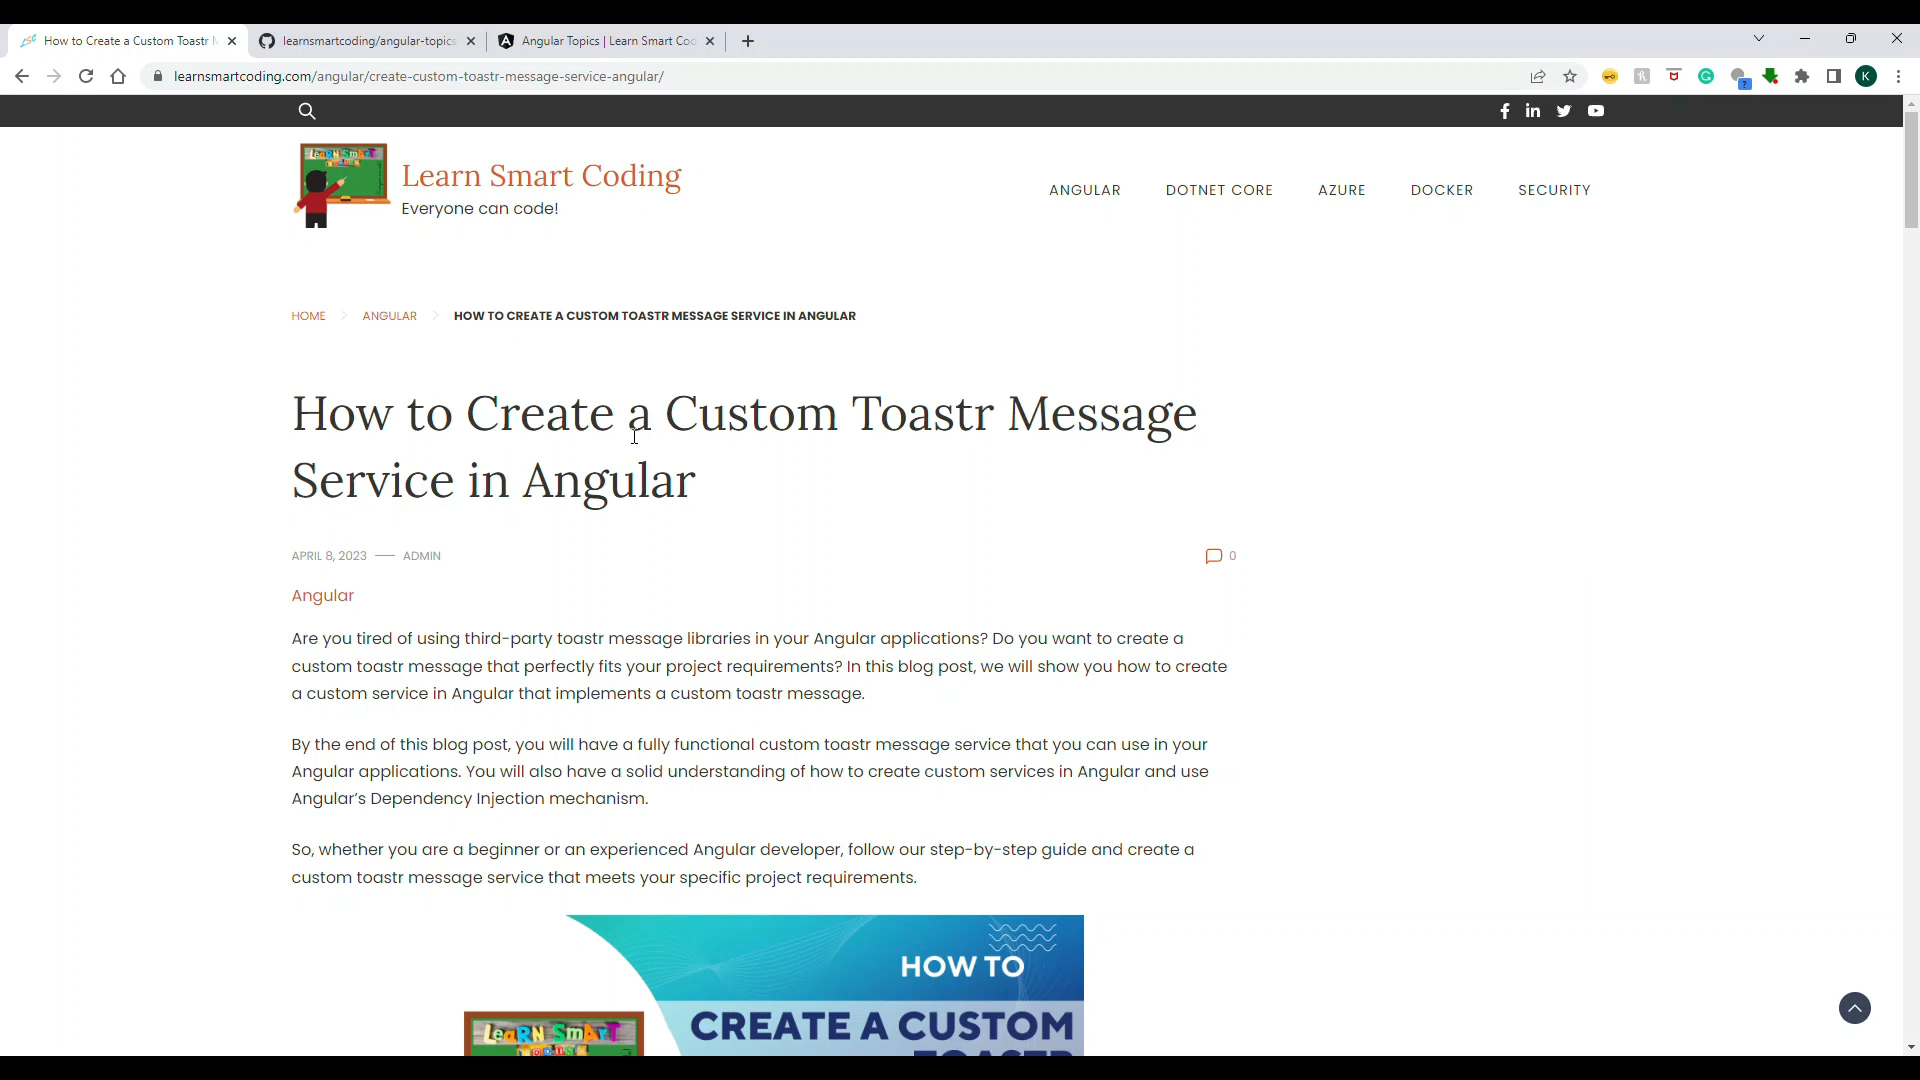 How to Create a Custom Toastr M
learnsmartcoding/angular-topics
Angular Topics | Learn Smart Cod
learnsmartcoding.com/angular/create-custom-toastr-message-service-angular/
K
Learn Smart Coding
Everyone can code!
ANGULAR DOTNET CORE AZURE DOCKER SECURITY
HOME ANGULAR HOW TO CREATE A CUSTOM TOASTR MESSAGE SERVICE IN ANGULAR
How to Create a Custom Toastr Message
Service in Angular
APRIL 8, 2023 — ADMIN 0
Angular
Are you tired of using third-party toastr message libraries in your Angular applications? Do you want to create a
custom toastr message that perfectly fits your project requirements? In this blog post, we will show you how to create
a custom service in Angular that implements a custom toastr message.
By the end of this blog post, you will have a fully functional custom toastr message service that you can use in your
Angular applications. You will also have a solid understanding of how to create custom services in Angular and use
Angular’s Dependency Injection mechanism.
So, whether you are a beginner or an experienced Angular developer, follow our step-by-step guide and create a
custom toastr message service that meets your specific project requirements.
HOW TO
CREATE A CUSTOM
TOASTR
LeaRN SmArT